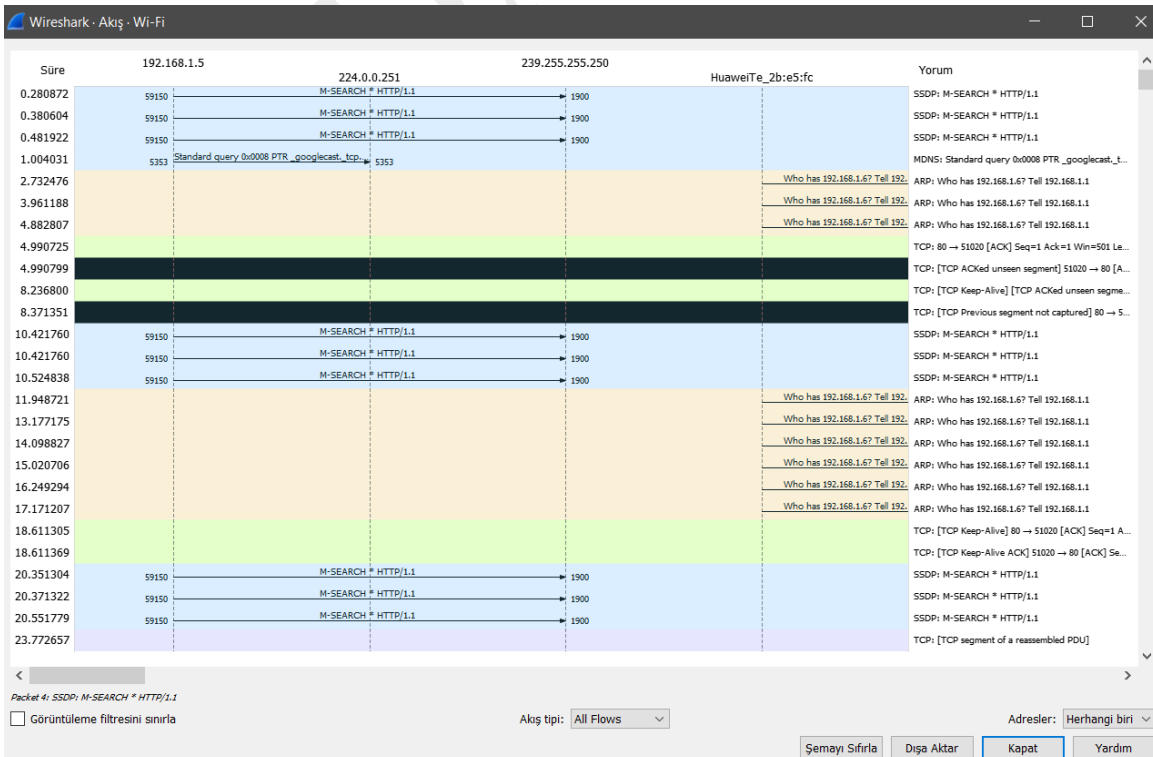 Wireshark · Akış · Wi-Fi
Süre 192.168.1.5 224.0.0.251 239.255.255.250 HuaweiTe_2b:e5:fc Yorum
0.280872 59150 M-SEARCH * HTTP/1.1 1900 SSDP: M-SEARCH * HTTP/1.1
0.380604 59150 M-SEARCH * HTTP/1.1 1900 SSDP: M-SEARCH * HTTP/1.1
0.481922 59150 M-SEARCH * HTTP/1.1 1900 SSDP: M-SEARCH * HTTP/1.1
1.004031 5353 Standard query 0x0008 PTR _googlecast._tcp... 5353 MDNS: Standard query 0x0008 PTR _googlecast._t...
2.732476 Who has 192.168.1.6? Tell 192. ARP: Who has 192.168.1.6? Tell 192.168.1.1
3.961188 Who has 192.168.1.6? Tell 192. ARP: Who has 192.168.1.6? Tell 192.168.1.1
4.882807 Who has 192.168.1.6? Tell 192. ARP: Who has 192.168.1.6? Tell 192.168.1.1
4.990725 TCP: 80 → 51020 [ACK] Seq=1 Ack=1 Win=501 Le...
4.990799 TCP: [TCP ACKed unseen segment] 51020 → 80 [A...
8.236800 TCP: [TCP Keep-Alive] [TCP ACKed unseen segme...
8.371351 TCP: [TCP Previous segment not captured] 80 → 5...
10.421760 59150 M-SEARCH * HTTP/1.1 1900 SSDP: M-SEARCH * HTTP/1.1
10.421760 59150 M-SEARCH * HTTP/1.1 1900 SSDP: M-SEARCH * HTTP/1.1
10.524838 59150 M-SEARCH * HTTP/1.1 1900 SSDP: M-SEARCH * HTTP/1.1
11.948721 Who has 192.168.1.6? Tell 192. ARP: Who has 192.168.1.6? Tell 192.168.1.1
13.177175 Who has 192.168.1.6? Tell 192. ARP: Who has 192.168.1.6? Tell 192.168.1.1
14.098827 Who has 192.168.1.6? Tell 192. ARP: Who has 192.168.1.6? Tell 192.168.1.1
15.020706 Who has 192.168.1.6? Tell 192. ARP: Who has 192.168.1.6? Tell 192.168.1.1
16.249294 Who has 192.168.1.6? Tell 192. ARP: Who has 192.168.1.6? Tell 192.168.1.1
17.171207 Who has 192.168.1.6? Tell 192. ARP: Who has 192.168.1.6? Tell 192.168.1.1
18.611305 TCP: [TCP Keep-Alive] 80 → 51020 [ACK] Seq=1 A...
18.611369 TCP: [TCP Keep-Alive ACK] 51020 → 80 [ACK] Se...
20.351304 59150 M-SEARCH * HTTP/1.1 1900 SSDP: M-SEARCH * HTTP/1.1
20.371322 59150 M-SEARCH * HTTP/1.1 1900 SSDP: M-SEARCH * HTTP/1.1
20.551779 59150 M-SEARCH * HTTP/1.1 1900 SSDP: M-SEARCH * HTTP/1.1
23.772657 TCP: [TCP segment of a reassembled PDU]
Packet 4: SSDP: M-SEARCH * HTTP/1.1
Görüntüleme filtresini sınırla Akış tipi: All Flows Adresler: Herhangi biri
Şemayı Sıfırla Dışa Aktar Kapat Yardım